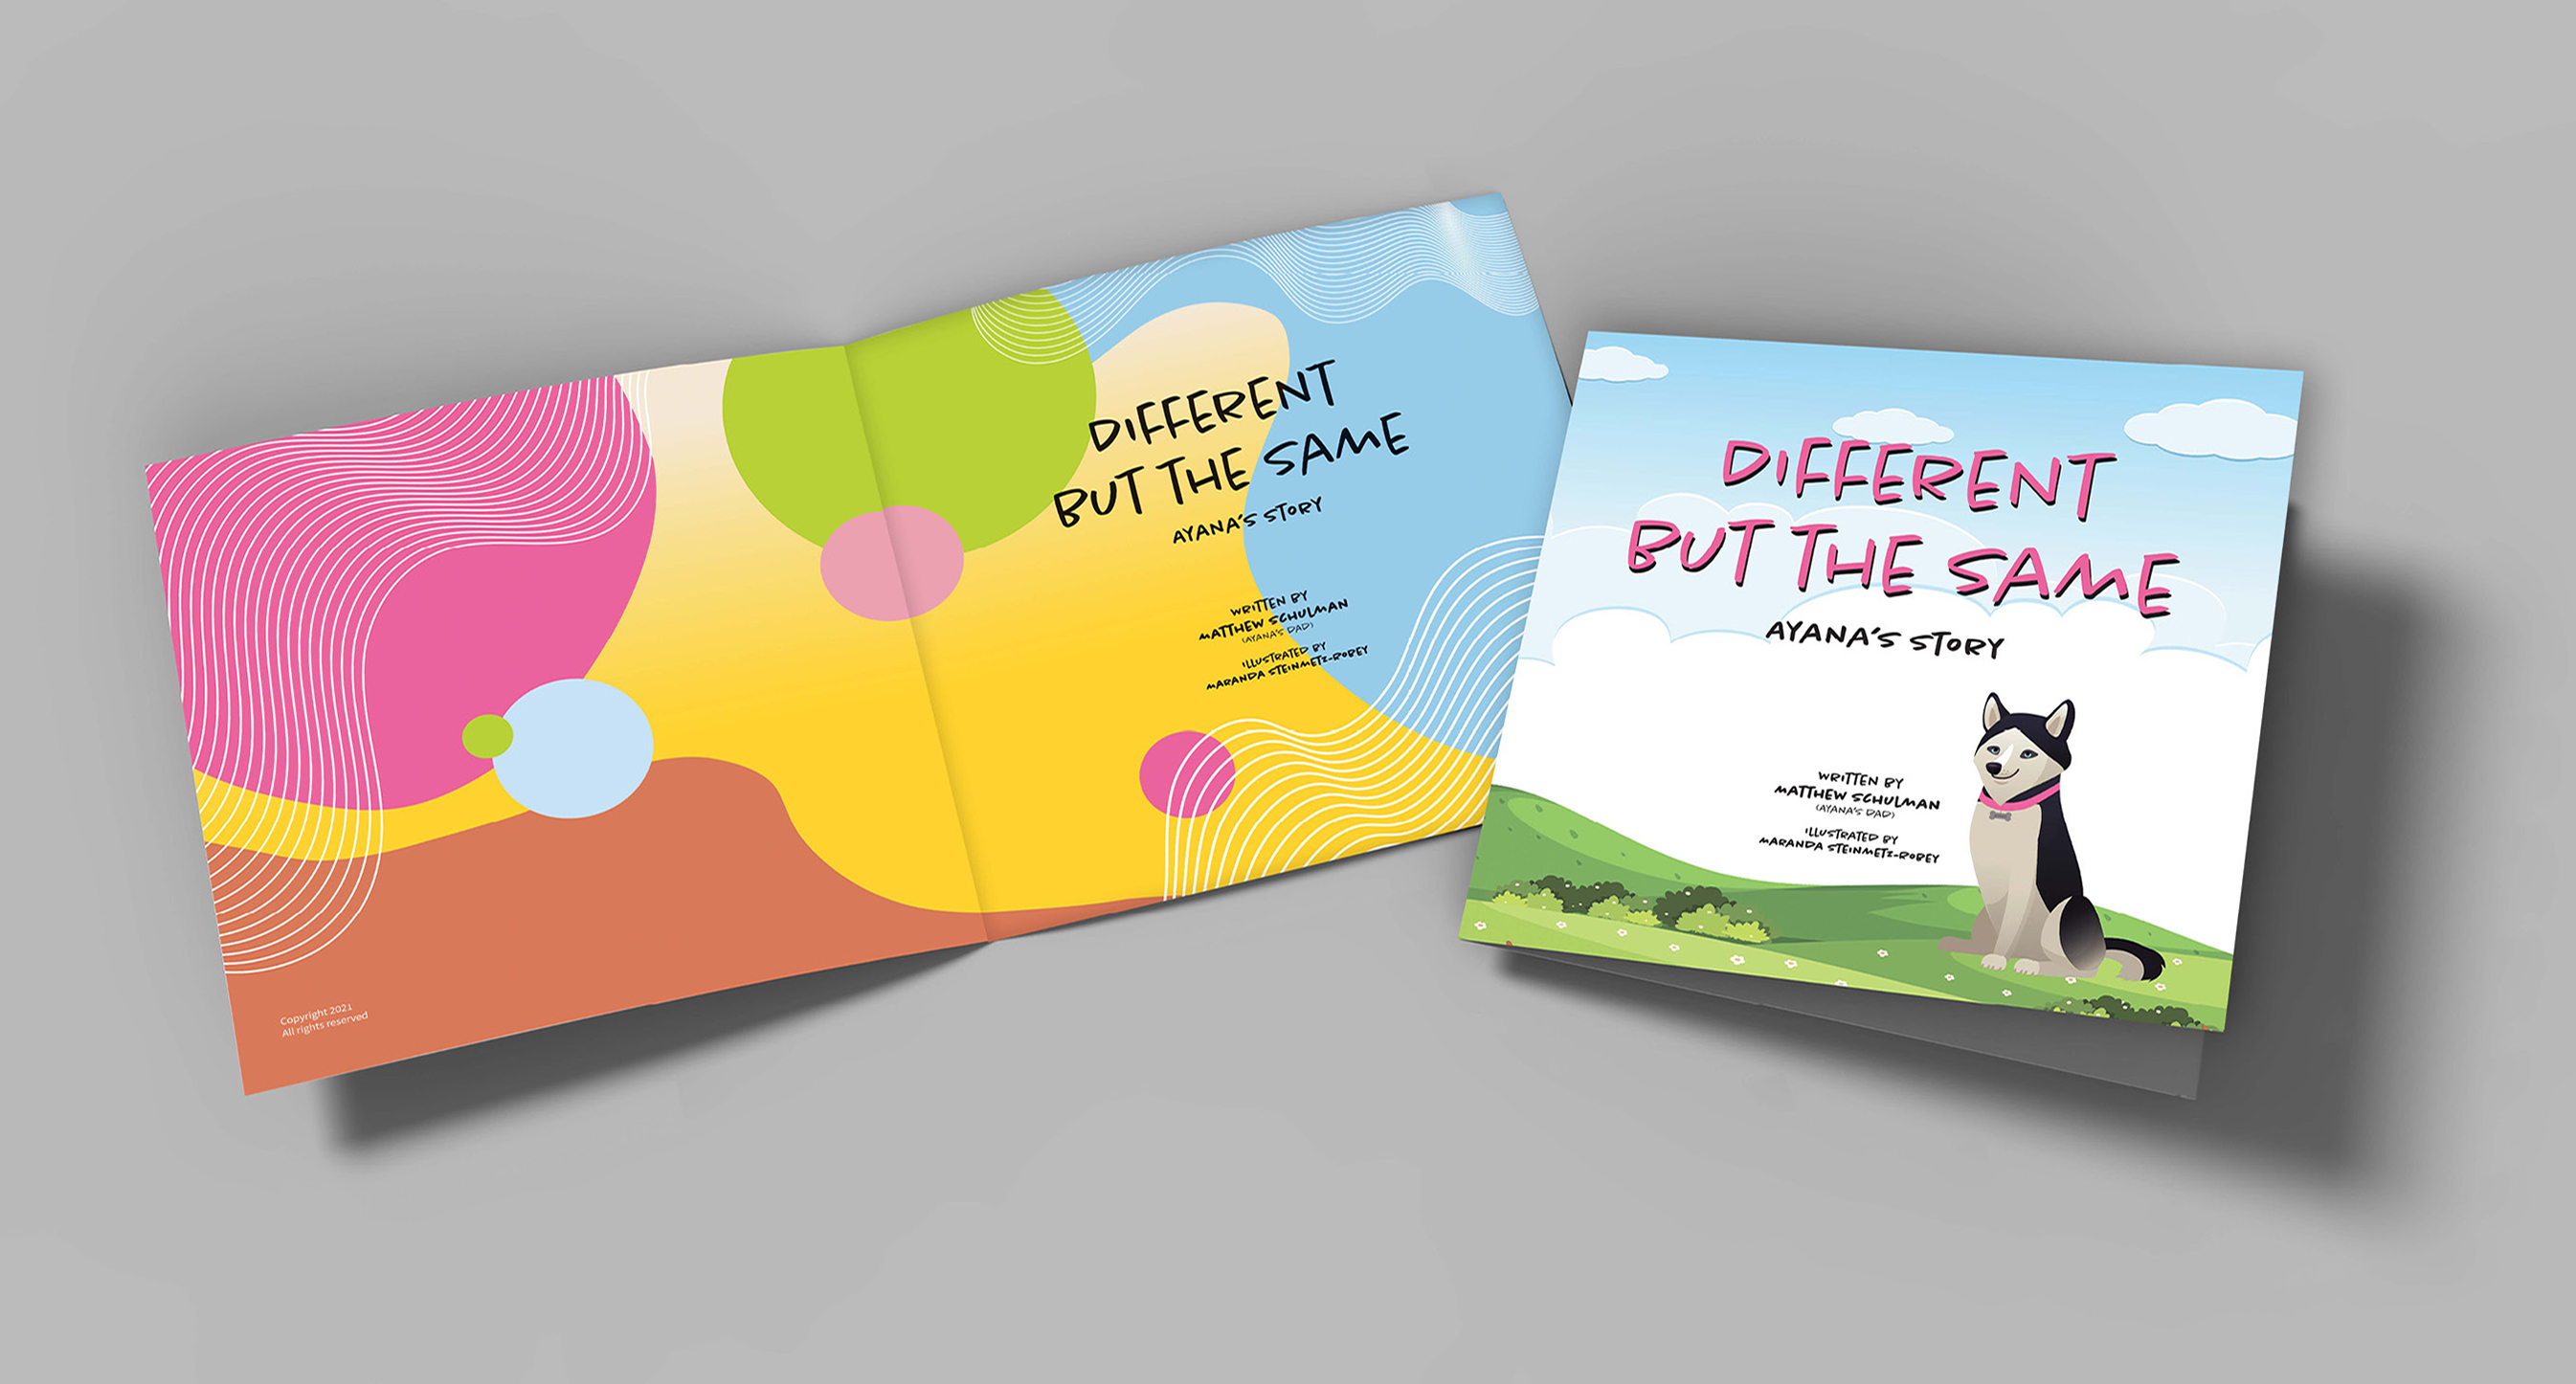 DIFFERENT
BUT THE SAME
AYANA'S STORY
WRITTEN BY
MATTHEW SCHULMAN
(AYANA'S DAD)
ILLUSTRATED BY
MARANDA STEINMETZ-ROBEY
Copyright 2021
All rights reserved
DIFFERENT
BUT THE SAME
AYANA'S STORY
WRITTEN BY
MATTHEW SCHULMAN
(AYANA'S DAD)
ILLUSTRATED BY
MARANDA STEINMETZ-ROBEY